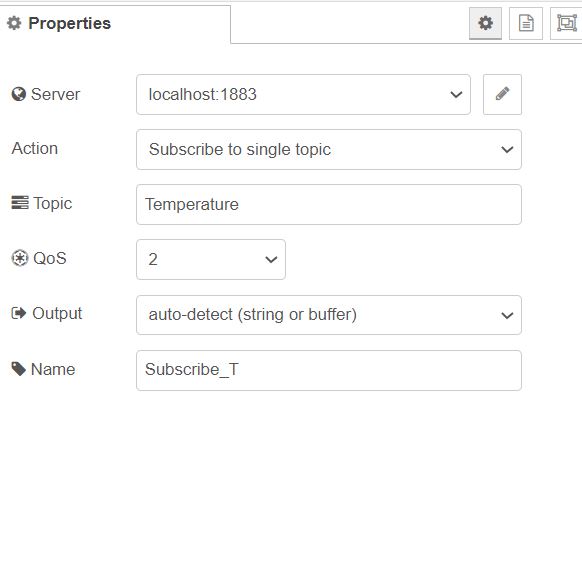 Properties
Server localhost:1883
Action Subscribe to single topic
Topic Temperature
QoS 2
Output auto-detect (string or buffer)
Name Subscribe_T